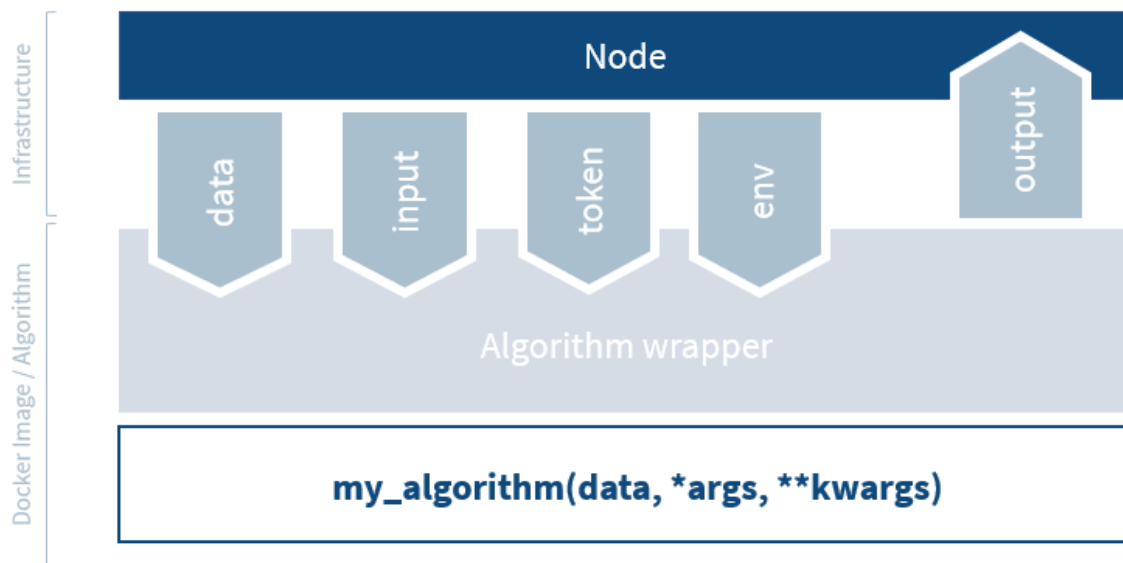 Infrastructure
Node
data
input
token
env
output
Docker Image / Algorithm
Algorithm wrapper
my_algorithm(data, *args, **kwargs)